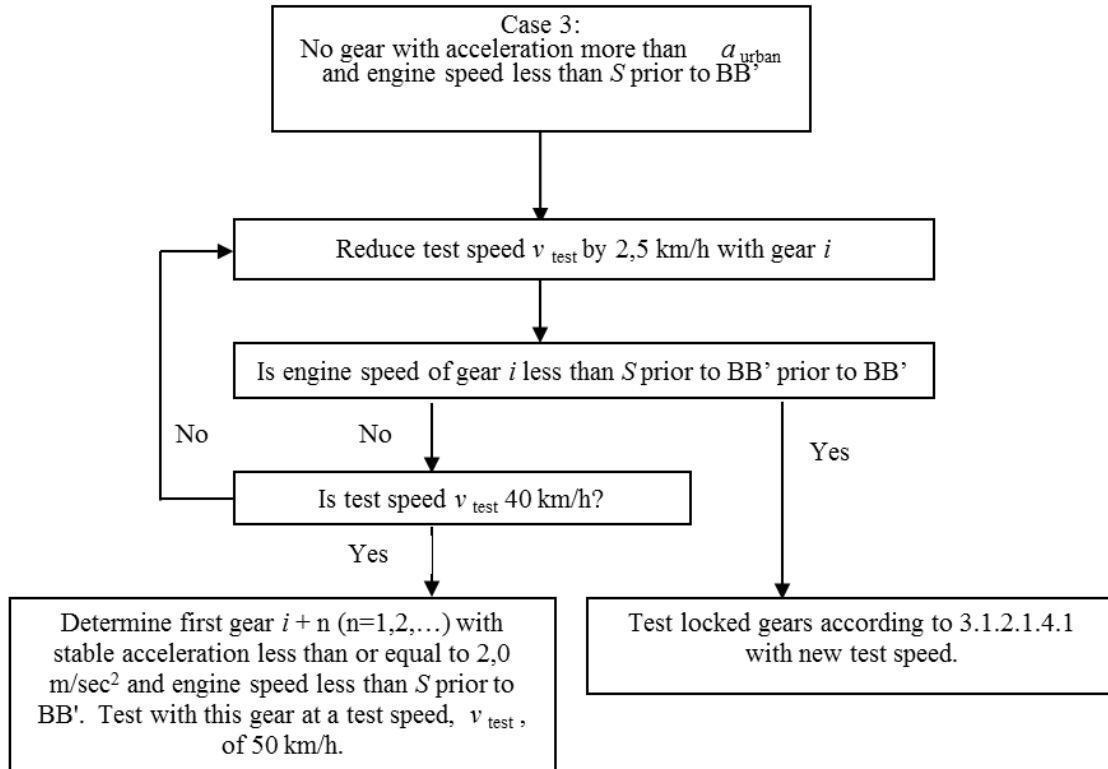 Case 3:
No gear with acceleration more than a urban
and engine speed less than S prior to BB’
Reduce test speed v test by 2,5 km/h with gear i
Is engine speed of gear i less than S prior to BB’ prior to BB’
No
No
Yes
Is test speed v test 40 km/h?
Yes
Determine first gear i + n (n=1,2,…) with
stable acceleration less than or equal to 2,0
m/sec² and engine speed less than S prior to
BB'. Test with this gear at a test speed, v test ,
of 50 km/h.
Test locked gears according to 3.1.2.1.4.1
with new test speed.